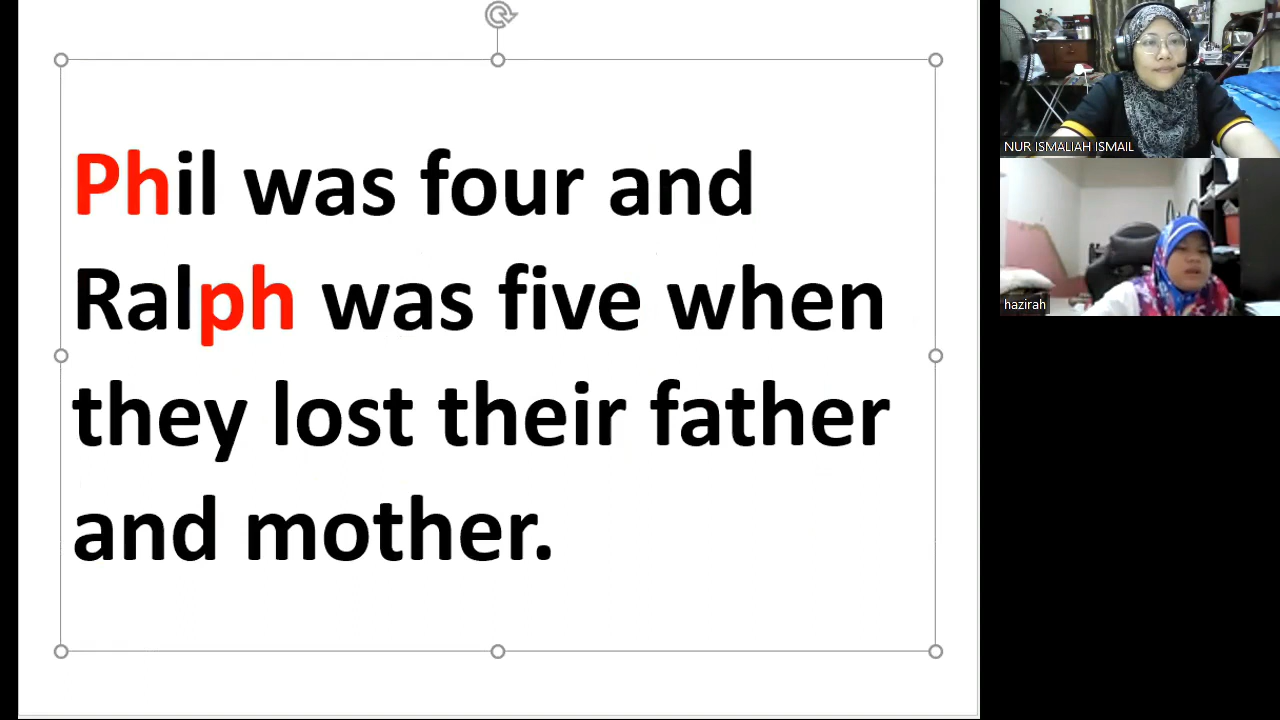 Phil was four and
Ralph was five when
they lost their father
and mother.
NUR ISMALIAH ISMAIL
hazirah